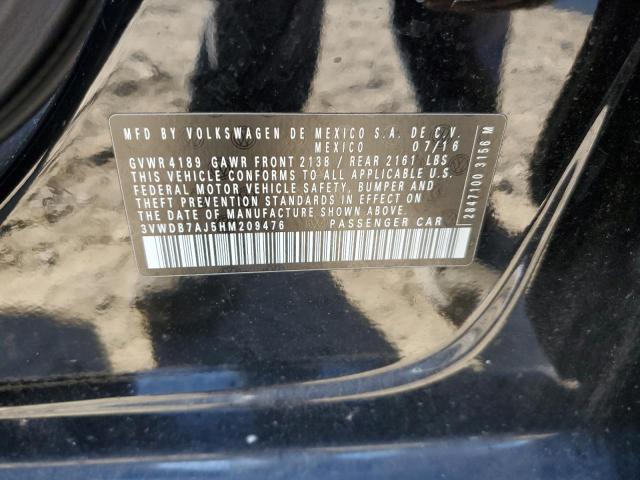 MFD BY VOLKSWAGEN DE MEXICO S.A. DE C.V.
MEXICO 07/16
GVWR 4189 GAWR FRONT 2138 / REAR 2161 LBS
THIS VEHICLE CONFORMS TO ALL APPLICABLE U.S.
FEDERAL MOTOR VEHICLE SAFETY, BUMPER AND
THEFT PREVENTION STANDARDS IN EFFECT ON
THE DATE OF MANUFACTURE SHOWN ABOVE.
3VWDB7AJ5HM209476 PASSENGER CAR
2847100 3156 M